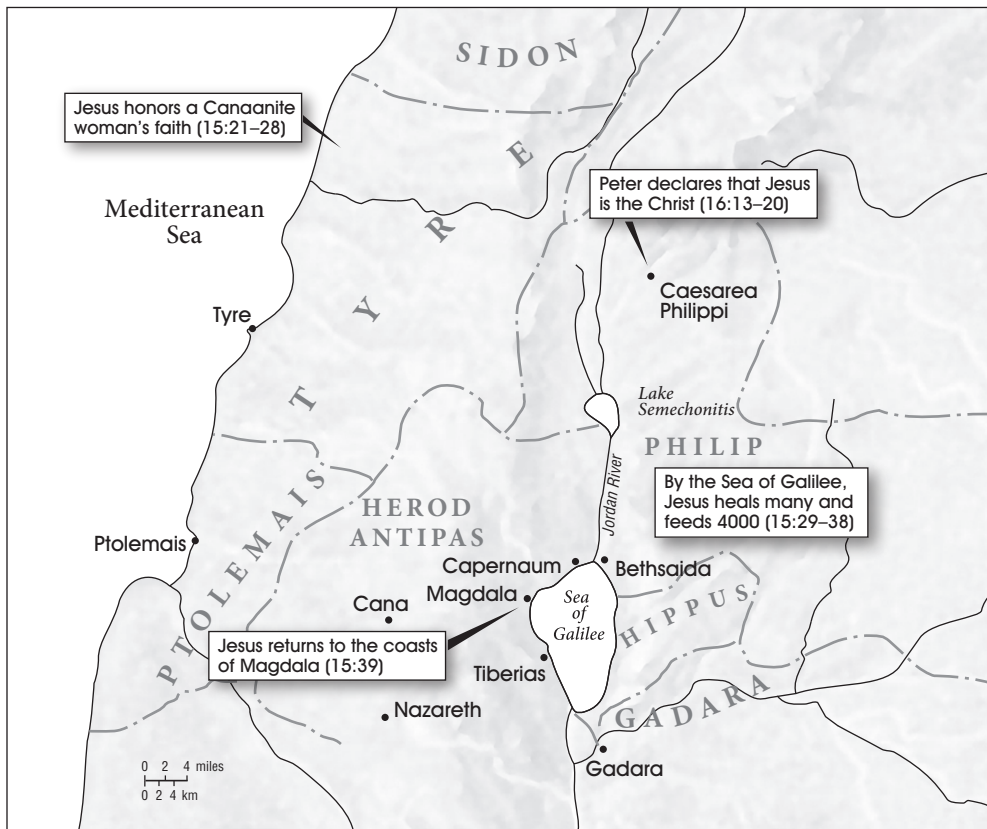 SIDON
Jesus honors a Canaanite
woman's faith (15:21–28)
TYRE
Peter declares that Jesus
is the Christ (16:13–20)
Mediterranean
Sea
Caesarea
Philippi
Tyre
Lake
Semechonitis
PHILIP
Jordan River
By the Sea of Galilee,
Jesus heals many and
feeds 4000 (15:29–38)
HEROD
ANTIPAS
PTOLEMAIS
Ptolemais
Capernaum
Bethsaida
Magdala
Sea
of
Galilee
HIPPUS
Cana
Jesus returns to the coasts
of Magdala (15:39)
Tiberias
GADARA
Nazareth
Gadara
0 2 4 miles
0 2 4 km